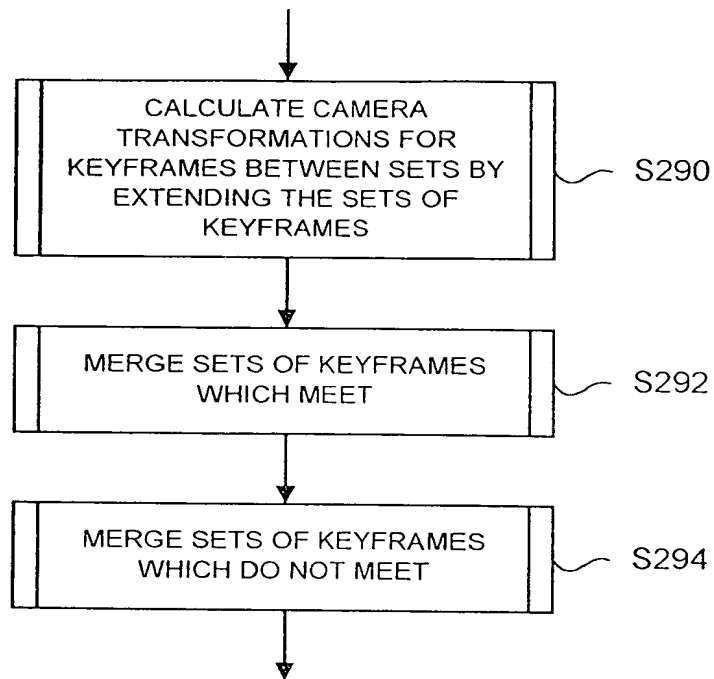 CALCULATE CAMERA
TRANSFORMATIONS FOR
KEYFRAMES BETWEEN SETS BY
EXTENDING THE SETS OF
KEYFRAMES
S290
MERGE SETS OF KEYFRAMES
WHICH MEET
S292
MERGE SETS OF KEYFRAMES
WHICH DO NOT MEET
S294